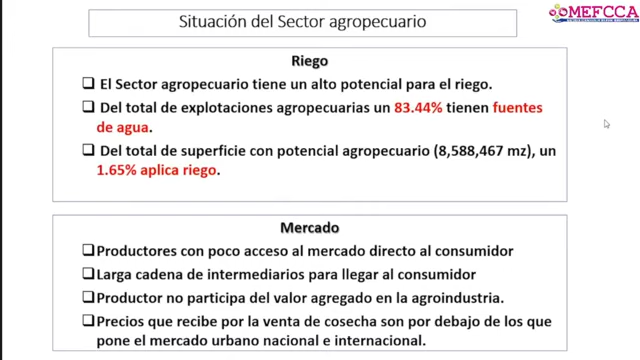 MEFCCA
Situación del Sector agropecuario
Riego
❑ El Sector agropecuario tiene un alto potencial para el riego.
❑ Del total de explotaciones agropecuarias un 83.44% tienen fuentes
de agua.
❑ Del total de superficie con potencial agropecuario (8,588,467 mz), un
1.65% aplica riego.
Mercado
❑Productores con poco acceso al mercado directo al consumidor
❑Larga cadena de intermediarios para llegar al consumidor
❑Productor no participa del valor agregado en la agroindustria.
❑Precios que recibe por la venta de cosecha son por debajo de los que
pone el mercado urbano nacional e internacional.